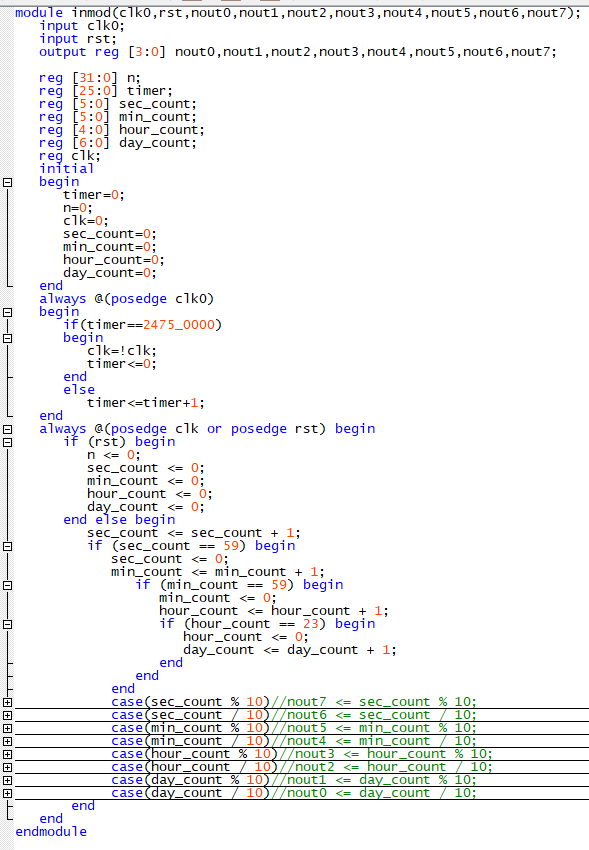 module inmod(clk0,rst,nout0,nout1,nout2,nout3,nout4,nout5,nout6,nout7);
input clk0;
input rst;
output reg [3:0] nout0,nout1,nout2,nout3,nout4,nout5,nout6,nout7;
reg [31:0] n;
reg [25:0] timer;
reg [5:0] sec_count;
reg [5:0] min_count;
reg [4:0] hour_count;
reg [6:0] day_count;
reg clk;
initial
begin
timer=0;
n=0;
clk=0;
sec_count=0;
min_count=0;
hour_count=0;
day_count=0;
end
always @(posedge clk0)
begin
if(timer==2475_0000)
begin
clk=!clk;
timer<=0;
end
else
timer<=timer+1;
end
always @(posedge clk or posedge rst) begin
if (rst) begin
n <= 0;
sec_count <= 0;
min_count <= 0;
hour_count <= 0;
day_count <= 0;
end else begin
sec_count <= sec_count + 1;
if (sec_count == 59) begin
sec_count <= 0;
min_count <= min_count + 1;
if (min_count == 59) begin
min_count <= 0;
hour_count <= hour_count + 1;
if (hour_count == 23) begin
hour_count <= 0;
day_count <= day_count + 1;
end
end
end
case(sec_count % 10)//nout7 <= sec_count % 10;
case(sec_count / 10)//nout6 <= sec_count / 10;
case(min_count % 10)//nout5 <= min_count % 10;
case(min_count / 10)//nout4 <= min_count / 10;
case(hour_count % 10)//nout3 <= hour_count % 10;
case(hour_count / 10)//nout2 <= hour_count / 10;
case(day_count % 10)//nout1 <= day_count % 10;
case(day_count / 10)//nout0 <= day_count / 10;
end
end
endmodule